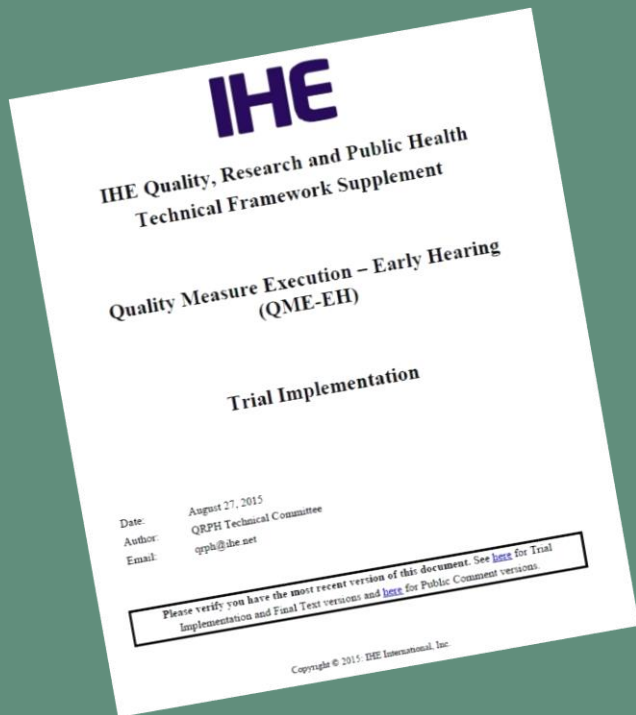 IHE
IHE Quality, Research and Public Health
Technical Framework Supplement
Quality Measure Execution – Early Hearing
(QME-EH)
Trial Implementation
Date: August 27, 2015
Author: QRPH Technical Committee
Email: qrph@ihe.net
Please verify you have the most recent version of this document. See here for Trial
Implementation and Final Text versions and here for Public Comment versions.
Copyright © 2015: IHE International, Inc.